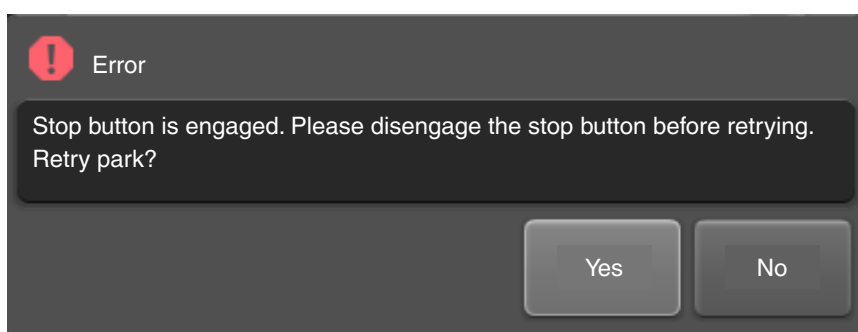 Error
Stop button is engaged. Please disengage the stop button before retrying.
Retry park?
Yes
No